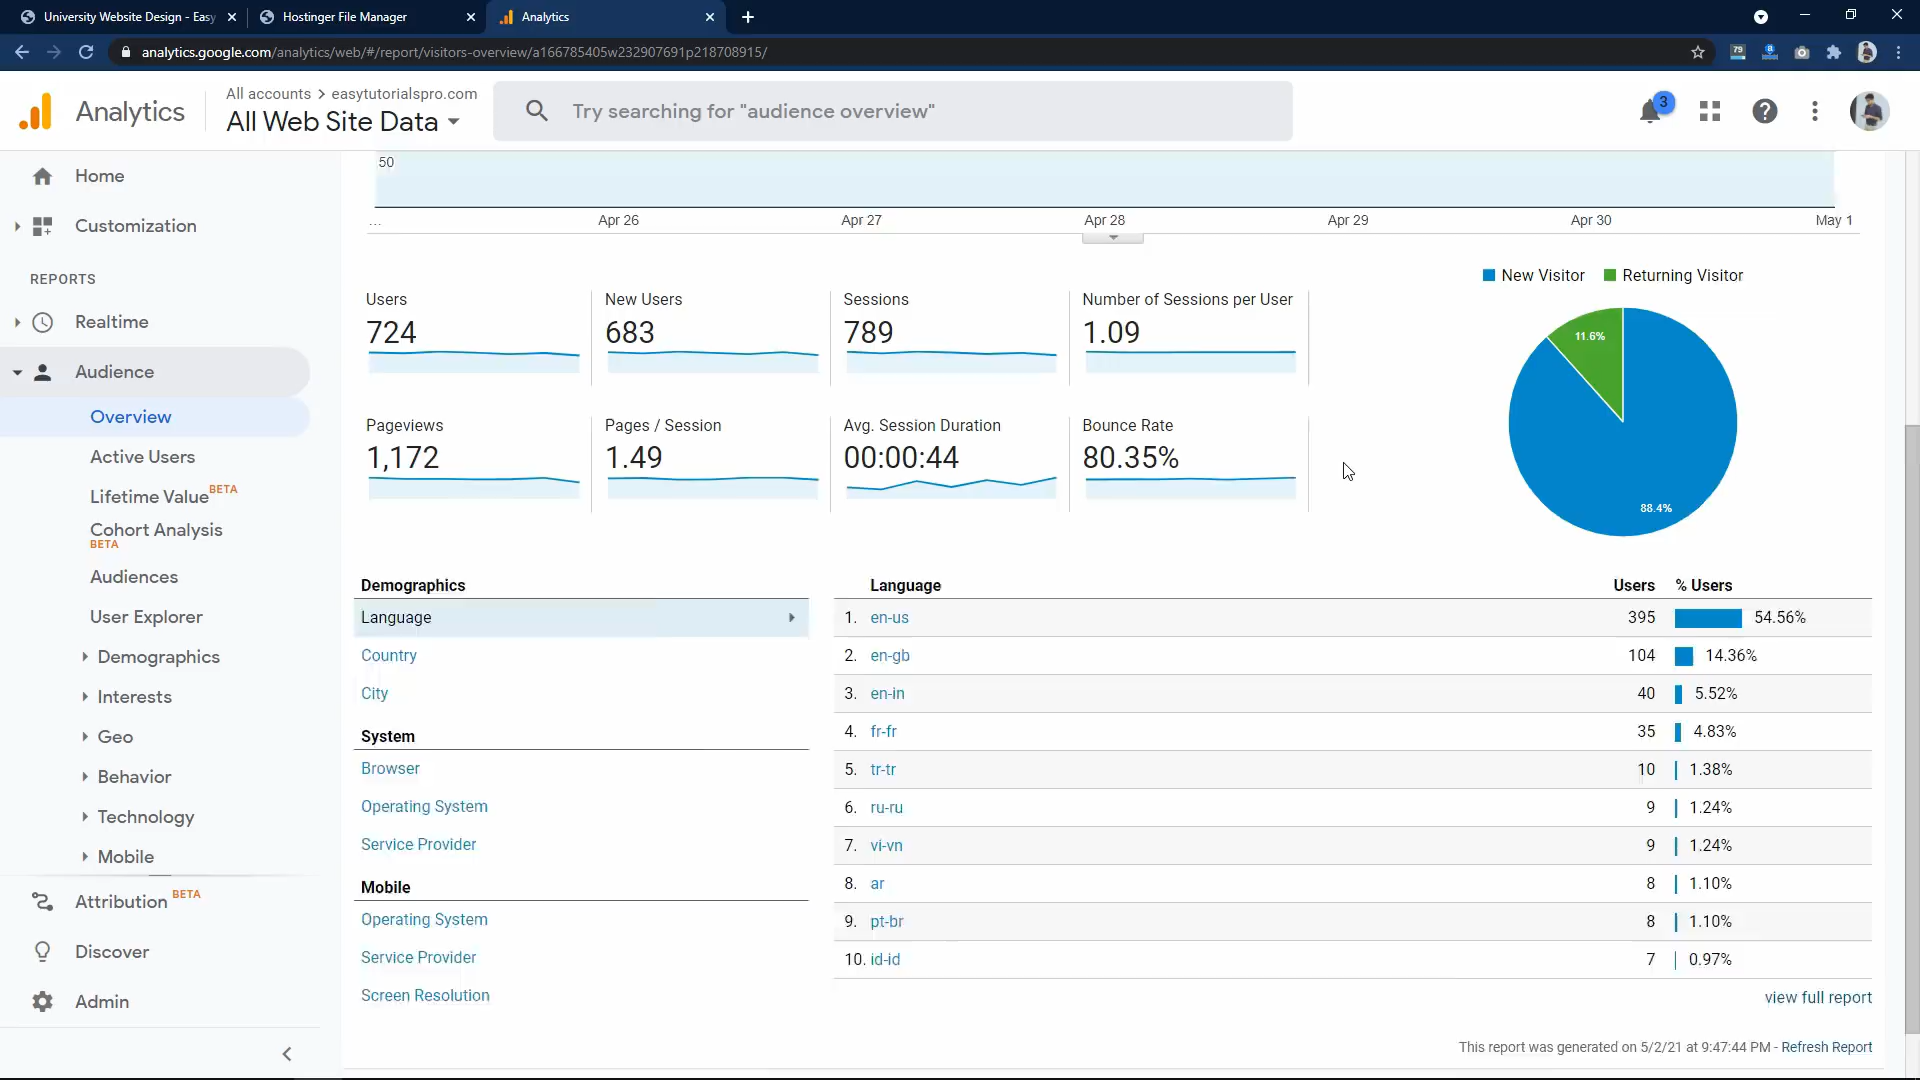 University Website Design - Easy
Hostinger File Manager
Analytics
analytics.google.com/analytics/web/#/report/visitors-overview/a166785405w232907691p218708915/
79
Analytics
All accounts > easytutorialspro.com
All Web Site Data
Try searching for "audience overview"
3
Home
Customization
REPORTS
Realtime
Audience
Overview
Active Users
Lifetime Value BETA
Cohort Analysis
BETA
Audiences
User Explorer
Demographics
Interests
Geo
Behavior
Technology
Mobile
Attribution BETA
Discover
Admin
50
... Apr 26 Apr 27 Apr 28 Apr 29 Apr 30 May 1
New Visitor Returning Visitor
Users New Users Sessions Number of Sessions per User
724 683 789 1.09
Pageviews Pages / Session Avg. Session Duration Bounce Rate
1,172 1.49 00:00:44 80.35%
11.6%
88.4%
Demographics
Language
Country
City
System
Browser
Operating System
Service Provider
Mobile
Operating System
Service Provider
Screen Resolution
Language Users % Users
1. en-us 395 54.56%
2. en-gb 104 14.36%
3. en-in 40 5.52%
4. fr-fr 35 4.83%
5. tr-tr 10 1.38%
6. ru-ru 9 1.24%
7. vi-vn 9 1.24%
8. ar 8 1.10%
9. pt-br 8 1.10%
10. id-id 7 0.97%
view full report
This report was generated on 5/2/21 at 9:47:44 PM - Refresh Report